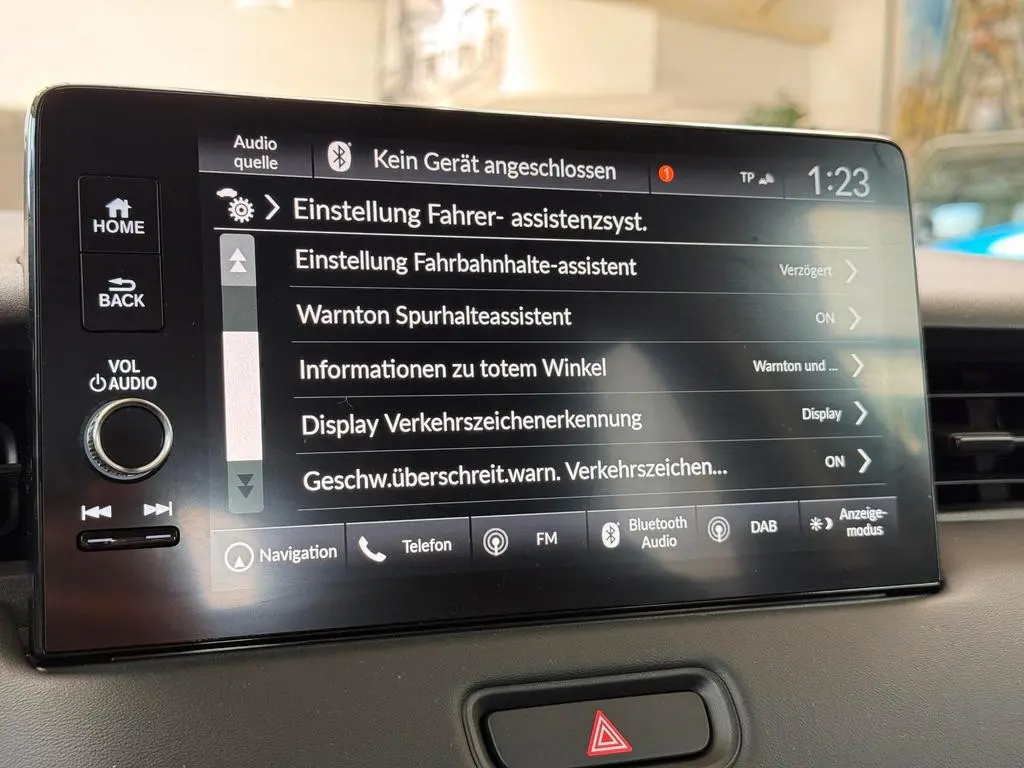 Audio
quelle
Kein Gerät angeschlossen
1
TP
1:23
HOME
BACK
VOL
AUDIO
Einstellung Fahrer- assistenzsyst.
Einstellung Fahrbahnhalte-assistent Verzögert
Warnton Spurhalteassistent ON
Informationen zu totem Winkel Warnton und ...
Display Verkehrszeichenerkennung Display
Geschw.überschreit.warn. Verkehrszeichen... ON
Navigation
Telefon
FM
Bluetooth
Audio
DAB
Anzeige-
modus